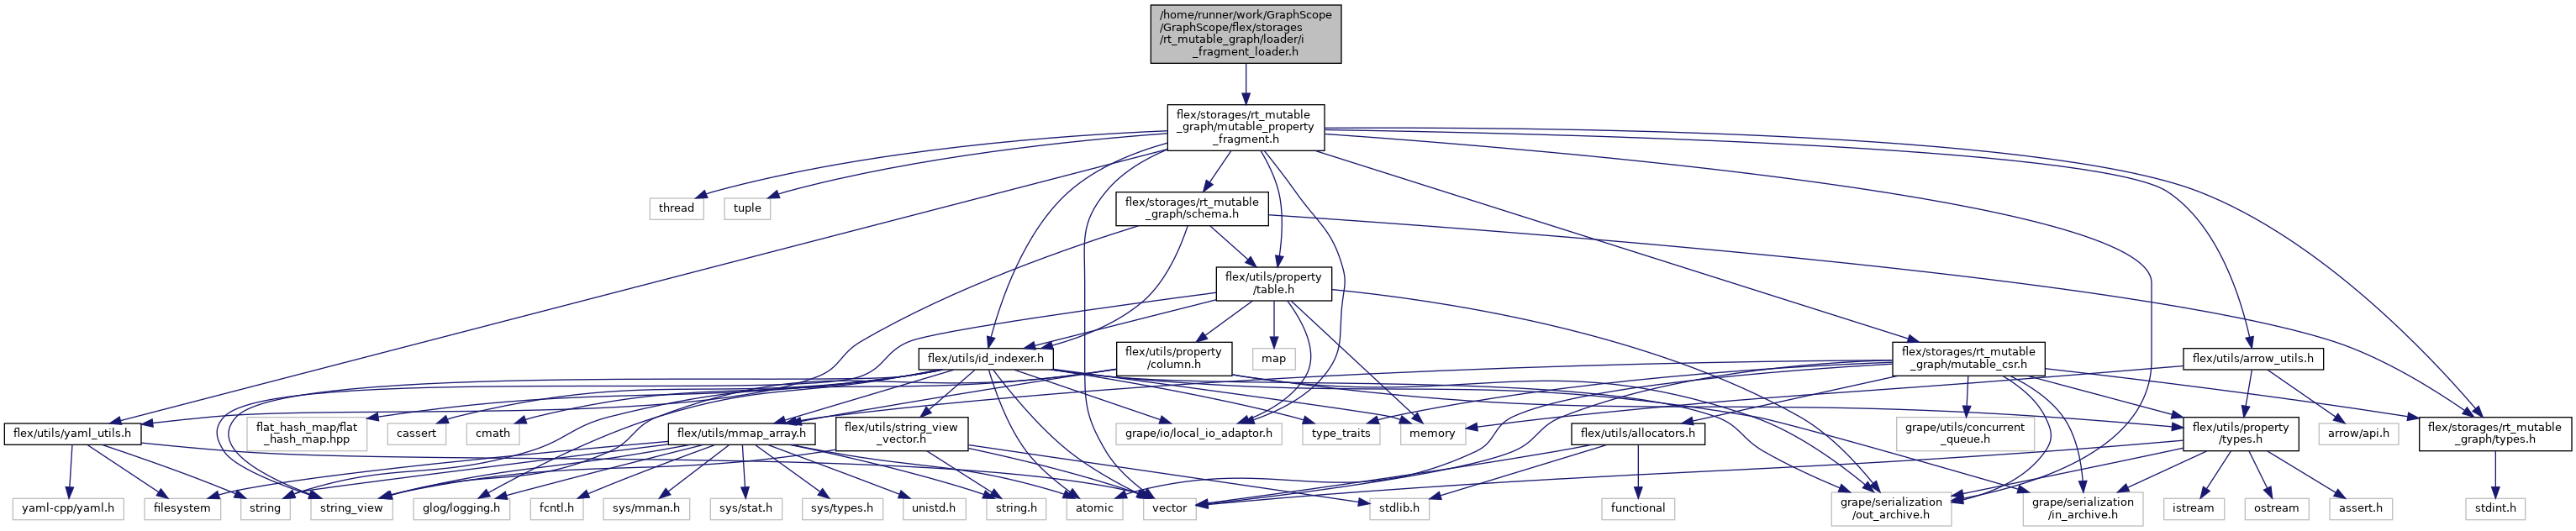 /home/runner/work/GraphScope
/GraphScope/flex/storages
/rt_mutable_graph/loader/i
_fragment_loader.h
flex/storages/rt_mutable
_graph/mutable_property
_fragment.h
thread
tuple
flex/storages/rt_mutable
_graph/schema.h
flex/utils/property
/table.h
flex/utils/id_indexer.h
flex/utils/property
/column.h
map
flex/storages/rt_mutable
_graph/mutable_csr.h
flex/utils/arrow_utils.h
flex/utils/yaml_utils.h
flat_hash_map/flat
_hash_map.hpp
cassert
cmath
flex/utils/mmap_array.h
flex/utils/string_view
_vector.h
grape/io/local_io_adaptor.h
type_traits
memory
flex/utils/allocators.h
grape/utils/concurrent
_queue.h
flex/utils/property
/types.h
arrow/api.h
flex/storages/rt_mutable
_graph/types.h
yaml-cpp/yaml.h
filesystem
string
string_view
glog/logging.h
fcntl.h
sys/mman.h
sys/stat.h
sys/types.h
unistd.h
string.h
atomic
vector
stdlib.h
functional
grape/serialization
/out_archive.h
grape/serialization
/in_archive.h
istream
ostream
assert.h
stdint.h